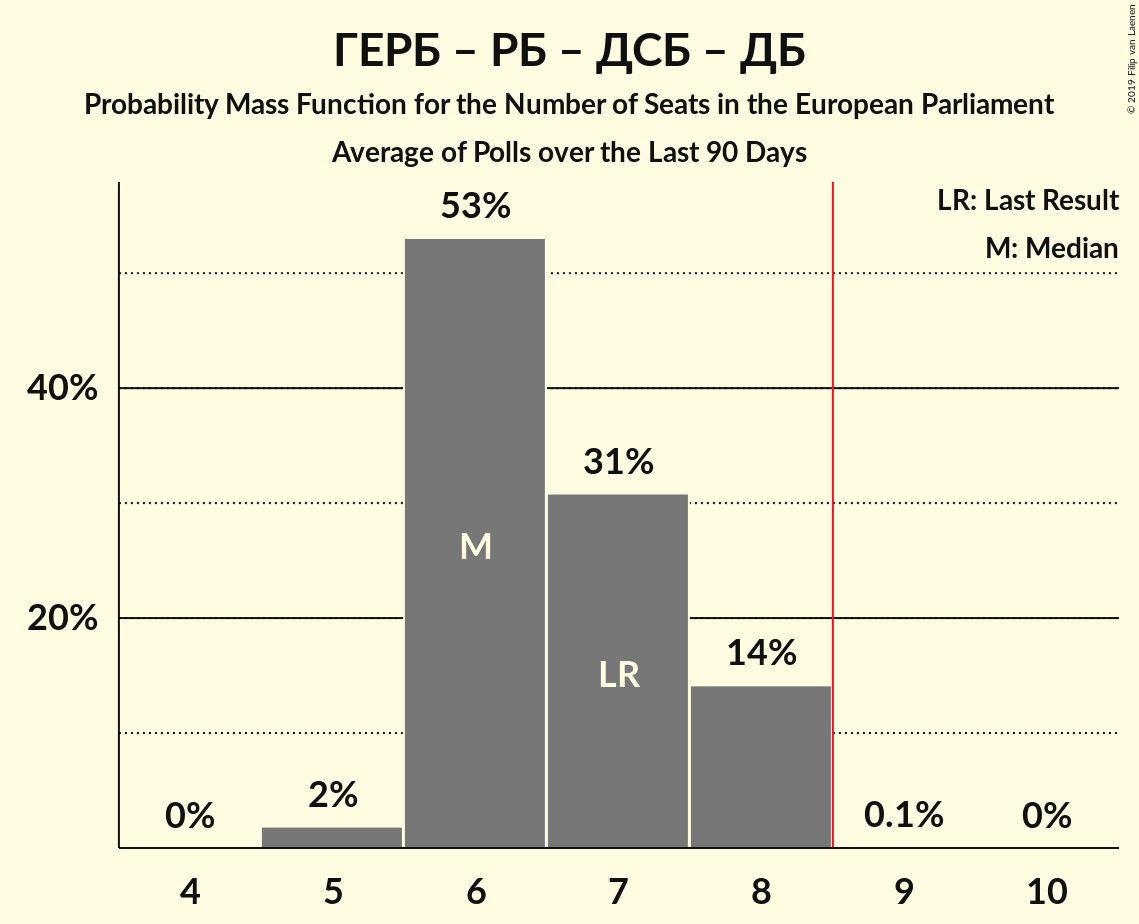 ГЕРБ – РБ – ДСБ – ДБ
Probability Mass Function for the Number of Seats in the European Parliament
Average of Polls over the Last 90 Days
© 2019 Filip van Laenen
LR: Last Result
M: Median
53%
40%
31%
M
20%
LR
14%
0%
2%
0.1%
0%
4 5 6 7 8 9 10